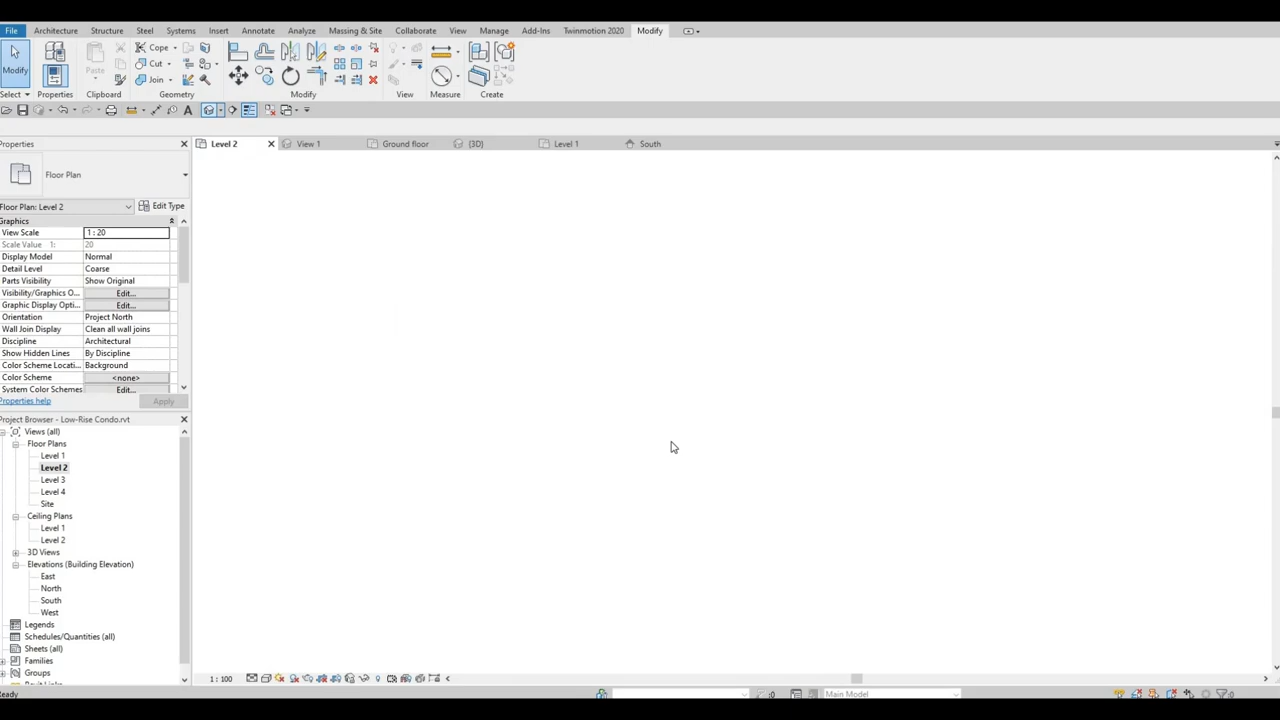 File Architecture Structure Steel Systems Insert Annotate Analyze Massing & Site Collaborate View Manage Add-Ins Twinmotion 2020 Modify
Modify Paste Cope Cut Join
Select Properties Clipboard Geometry Modify View Measure Create
A
Properties Level 2 View 1 Ground floor {3D} Level 1 South
Floor Plan
Floor Plan: Level 2 Edit Type
Graphics
View Scale 1 : 20
Scale Value 1: 20
Display Model Normal
Detail Level Coarse
Parts Visibility Show Original
Visibility/Graphics O... Edit...
Graphic Display Opti... Edit...
Orientation Project North
Wall Join Display Clean all wall joins
Discipline Architectural
Show Hidden Lines By Discipline
Color Scheme Locati... Background
Color Scheme <none>
System Color Schemes Edit...
Properties help Apply
Project Browser - Low-Rise Condo.rvt
Views (all)
Floor Plans
Level 1
Level 2
Level 3
Level 4
Site
Ceiling Plans
Level 1
Level 2
3D Views
Elevations (Building Elevation)
East
North
South
West
Legends
Schedules/Quantities (all)
Sheets (all)
Families
Groups
1 : 100
Ready :0 Main Model :0